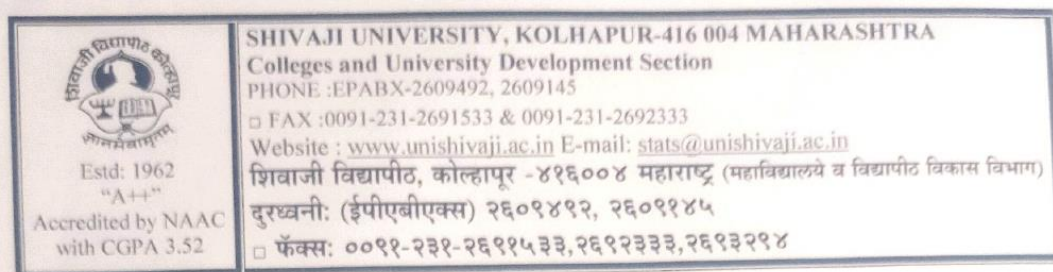 शिवाजी विद्यापीठ कोल्हापूर
ज्ञानमेवामृतम्
Estd: 1962
"A++"
Accredited by NAAC
with CGPA 3.52
SHIVAJI UNIVERSITY, KOLHAPUR-416 004 MAHARASHTRA
Colleges and University Development Section
PHONE :EPABX-2609492, 2609145
□ FAX :0091-231-2691533 & 0091-231-2692333
Website : www.unishivaji.ac.in E-mail: stats@unishivaji.ac.in
शिवाजी विद्यापीठ, कोल्हापूर -४१६००४ महाराष्ट्र (महाविद्यालये व विद्यापीठ विकास विभाग)
दुरध्वनी: (ईपीएबीएक्स) २६०९४९२, २६०९१४५
□ फॅक्स: ००९१-२३१-२६९१५३३,२६९२३३३,२६९३२९४